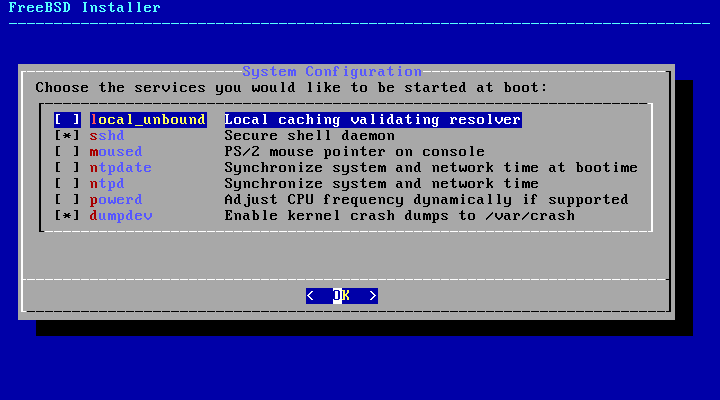 FreeBSD Installer
System Configuration
Choose the services you would like to be started at boot:
[ ] local_unbound Local caching validating resolver
[*] sshd Secure shell daemon
[ ] moused PS/2 mouse pointer on console
[ ] ntpdate Synchronize system and network time at bootime
[ ] ntpd Synchronize system and network time
[ ] powerd Adjust CPU frequency dynamically if supported
[*] dumpdev Enable kernel crash dumps to /var/crash
< OK >